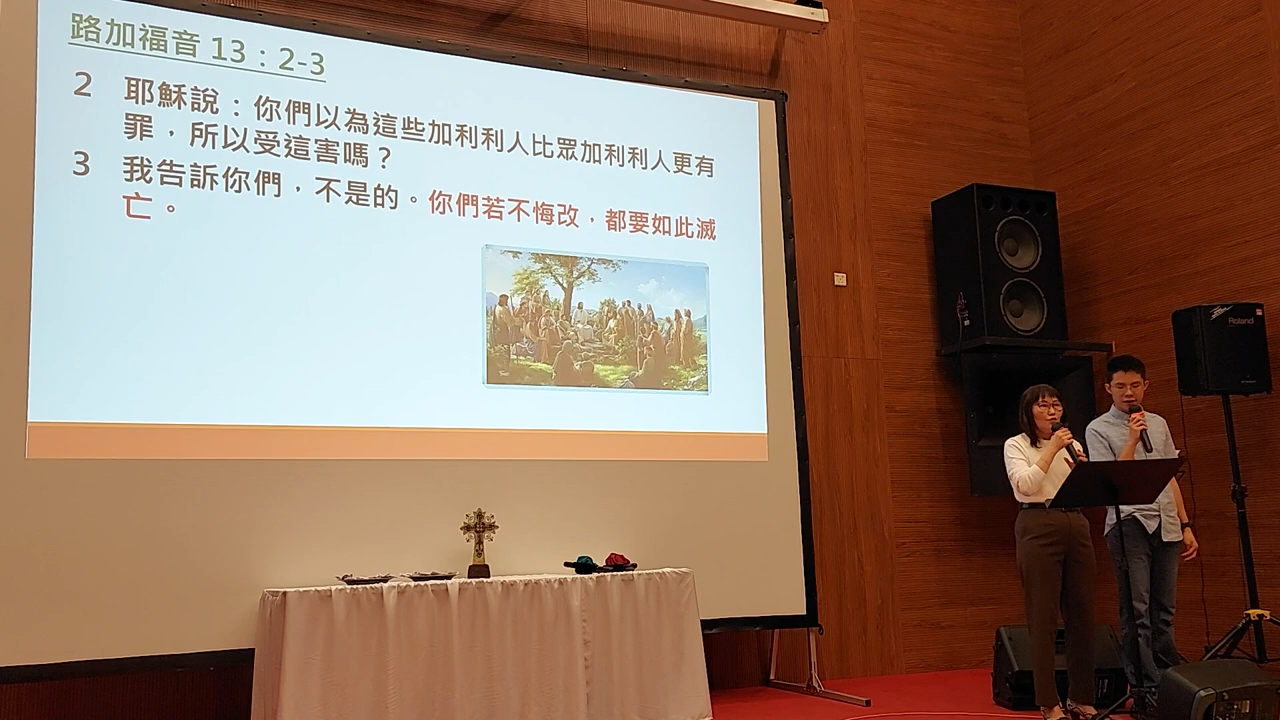 路加福音 13：2-3
2 耶穌說：你們以為這些加利利人比眾加利利人更有
罪，所以受這害嗎？
3 我告訴你們，不是的。你們若不悔改，都要如此滅
亡。
Roland